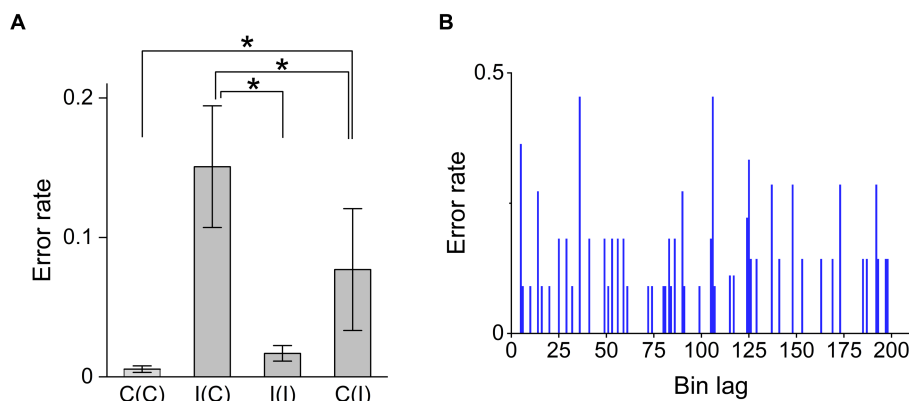 A
*
*
*
Error rate
0.2
0.1
0
C(C) I(C) I(I) C(I)
B
Error rate
0.5
0
0 25 50 75 100 125 150 175 200
Bin lag